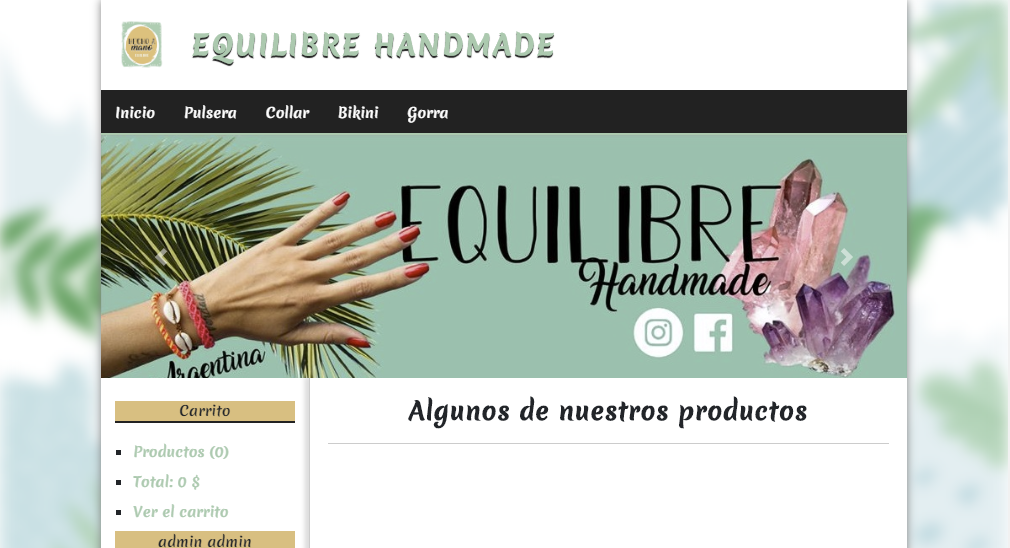 HECHO A
mano
EQUILIBRE HANDMADE
Inicio Pulsera Collar Bikini Gorra
EQUILIBRE
Handmade
Argentina
Algunos de nuestros productos
Carrito
Productos (0)
Total: 0 $
Ver el carrito
admin admin